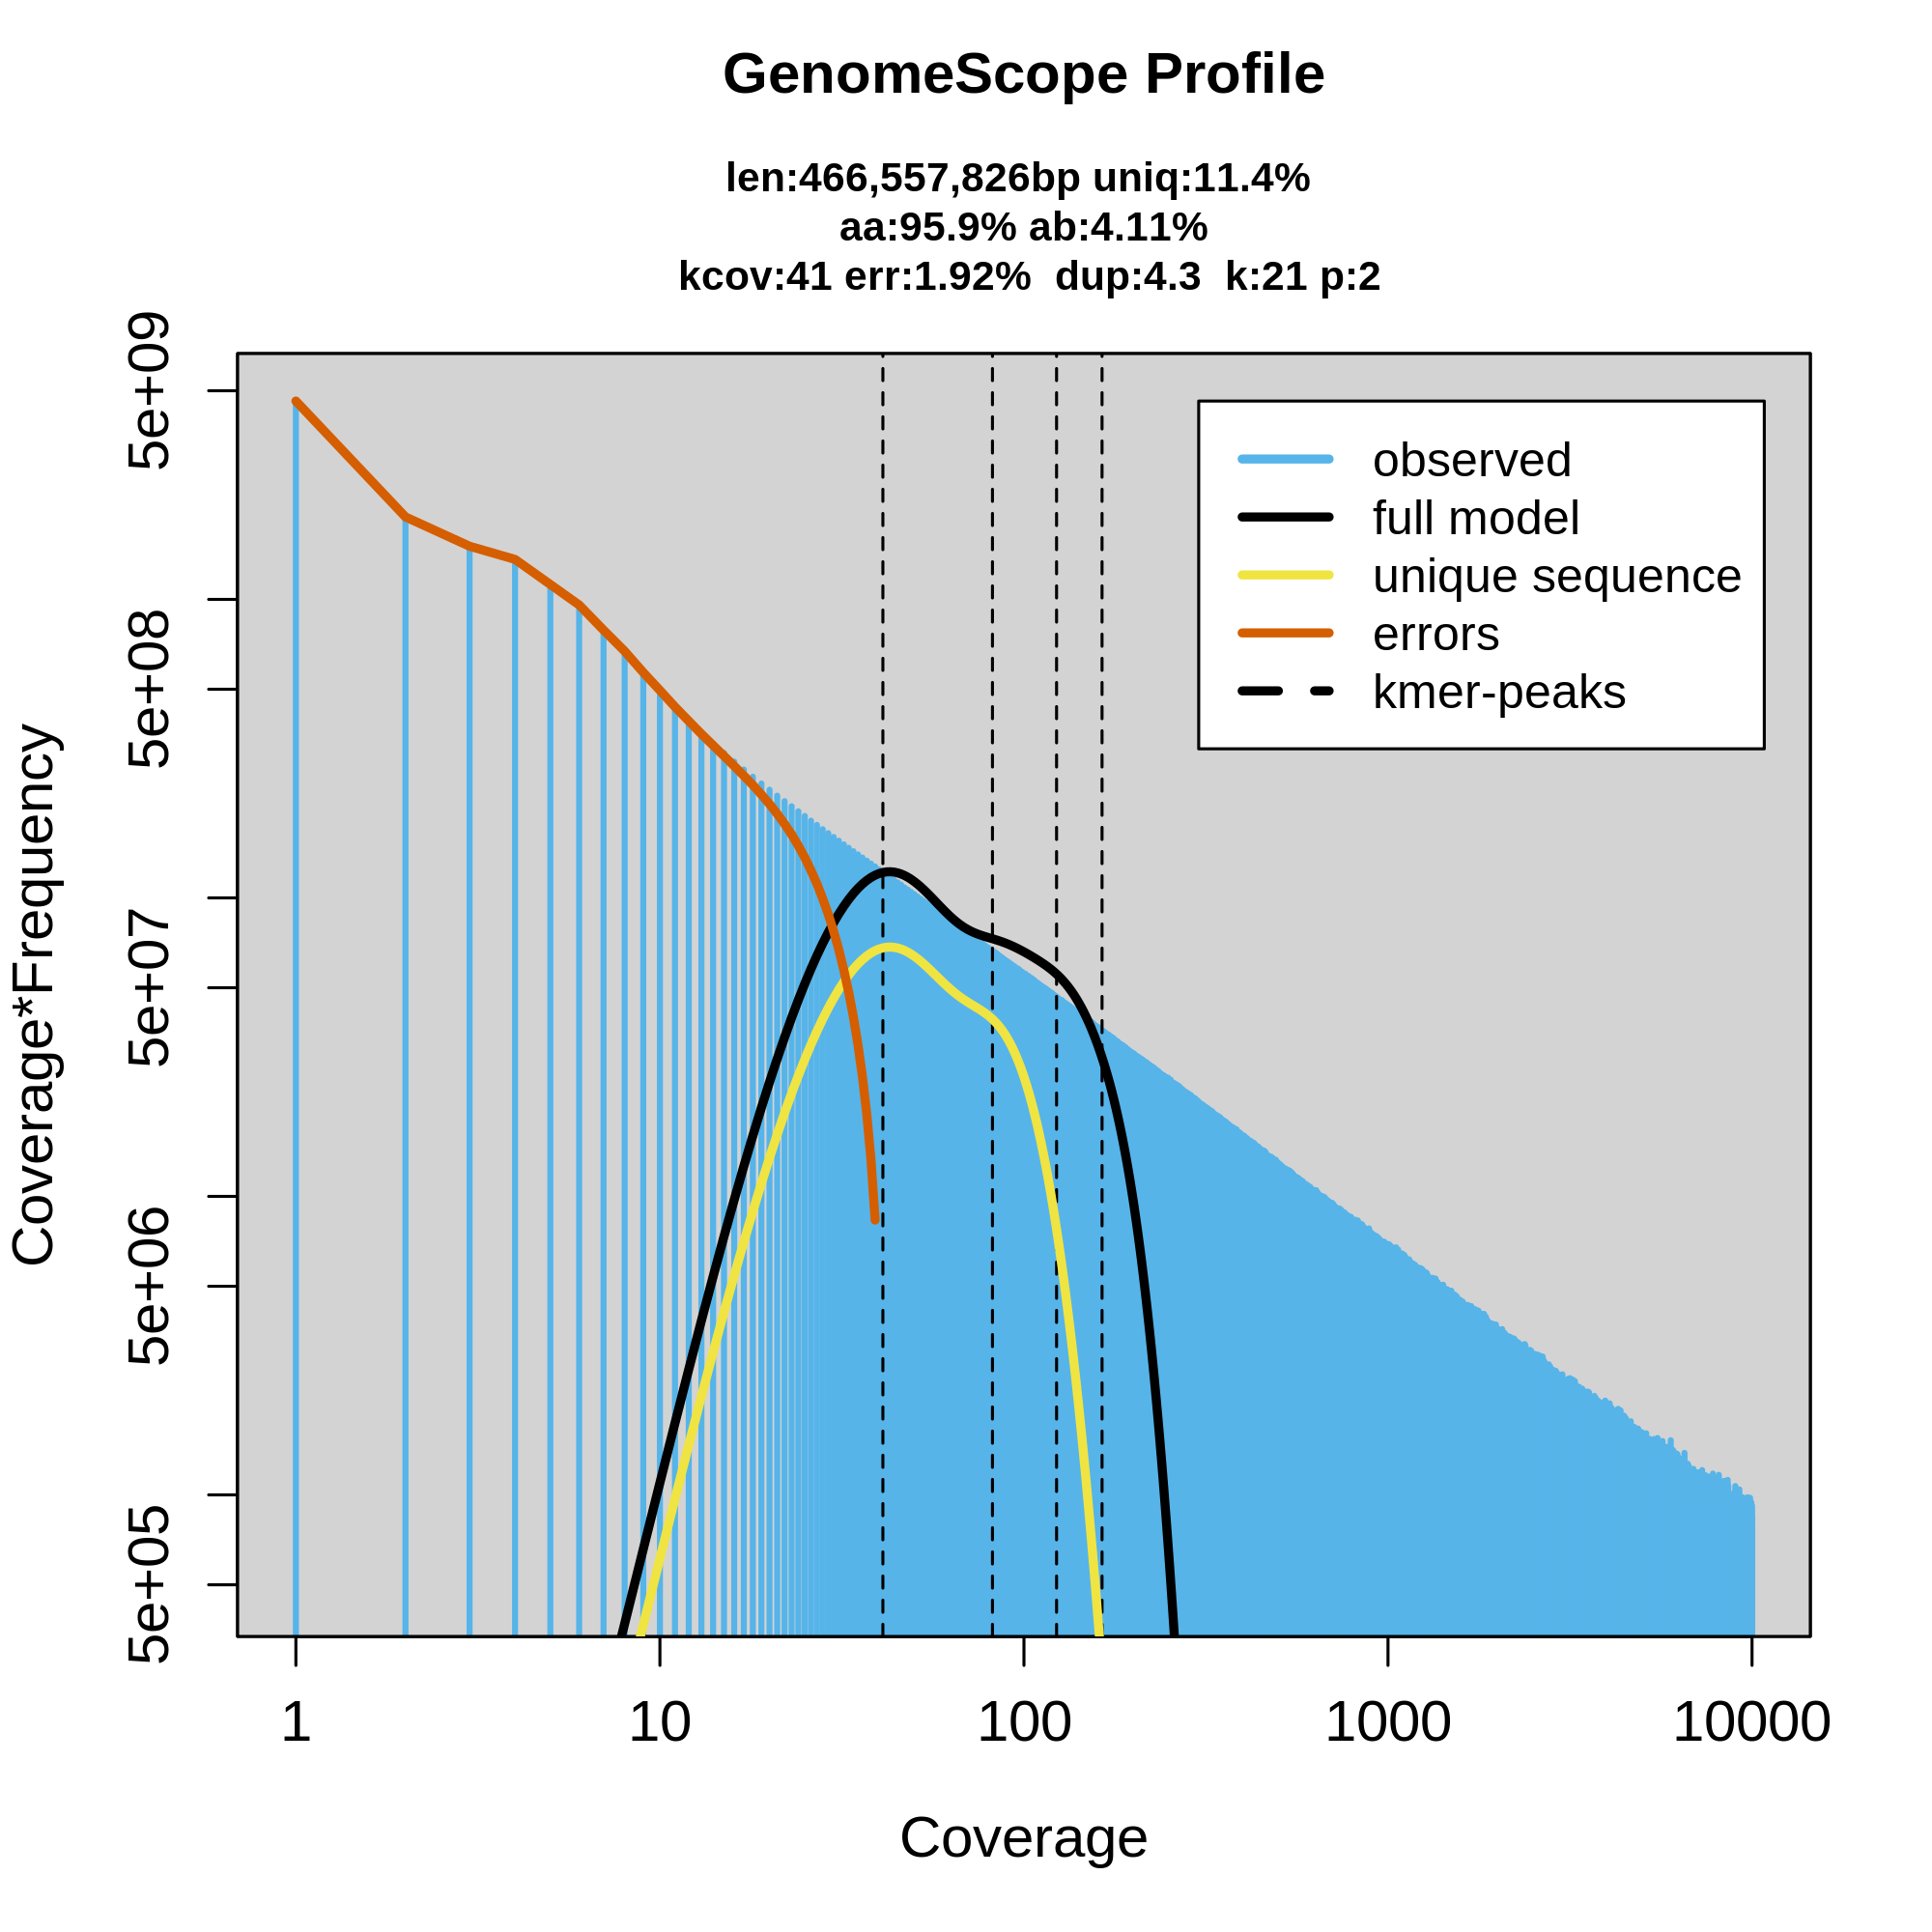 GenomeScope Profile
len:466,557,826bp uniq:11.4%
aa:95.9% ab:4.11%
kcov:41 err:1.92%  dup:4.3  k:21 p:2
observed
full model
unique sequence
errors
kmer-peaks
Coverage*Frequency
5e+09
5e+08
5e+07
5e+06
5e+05
1 10 100 1000 10000
Coverage